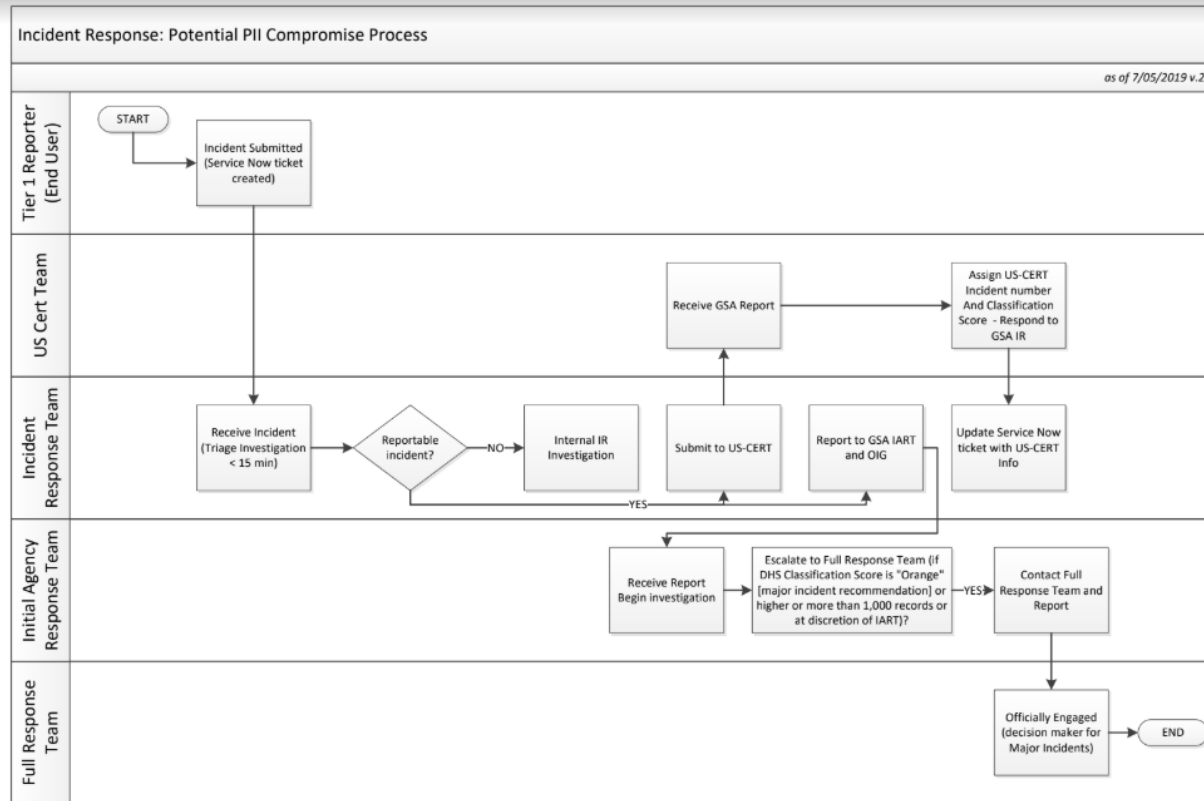 Incident Response: Potential PII Compromise Process
as of 7/05/2019 v.2
Tier 1 Reporter
(End User)
START
Incident Submitted
(Service Now ticket
created)
US Cert Team
Receive GSA Report
Assign US-CERT
Incident number
And Classification
Score - Respond to
GSA IR
Incident
Response Team
Receive Incident
(Triage Investigation
< 15 min)
Reportable
incident?
NO
Internal IR
Investigation
Submit to US-CERT
Report to GSA IART
and OIG
Update Service Now
ticket with US-CERT
Info
YES
Initial Agency
Response Team
Receive Report
Begin investigation
Escalate to Full Response Team (if
DHS Classification Score is "Orange"
[major incident recommendation] or
higher or more than 1,000 records or
at discretion of IART)?
YES
Contact Full
Response Team and
Report
Full Response
Team
Officially Engaged
(decision maker for
Major Incidents)
END